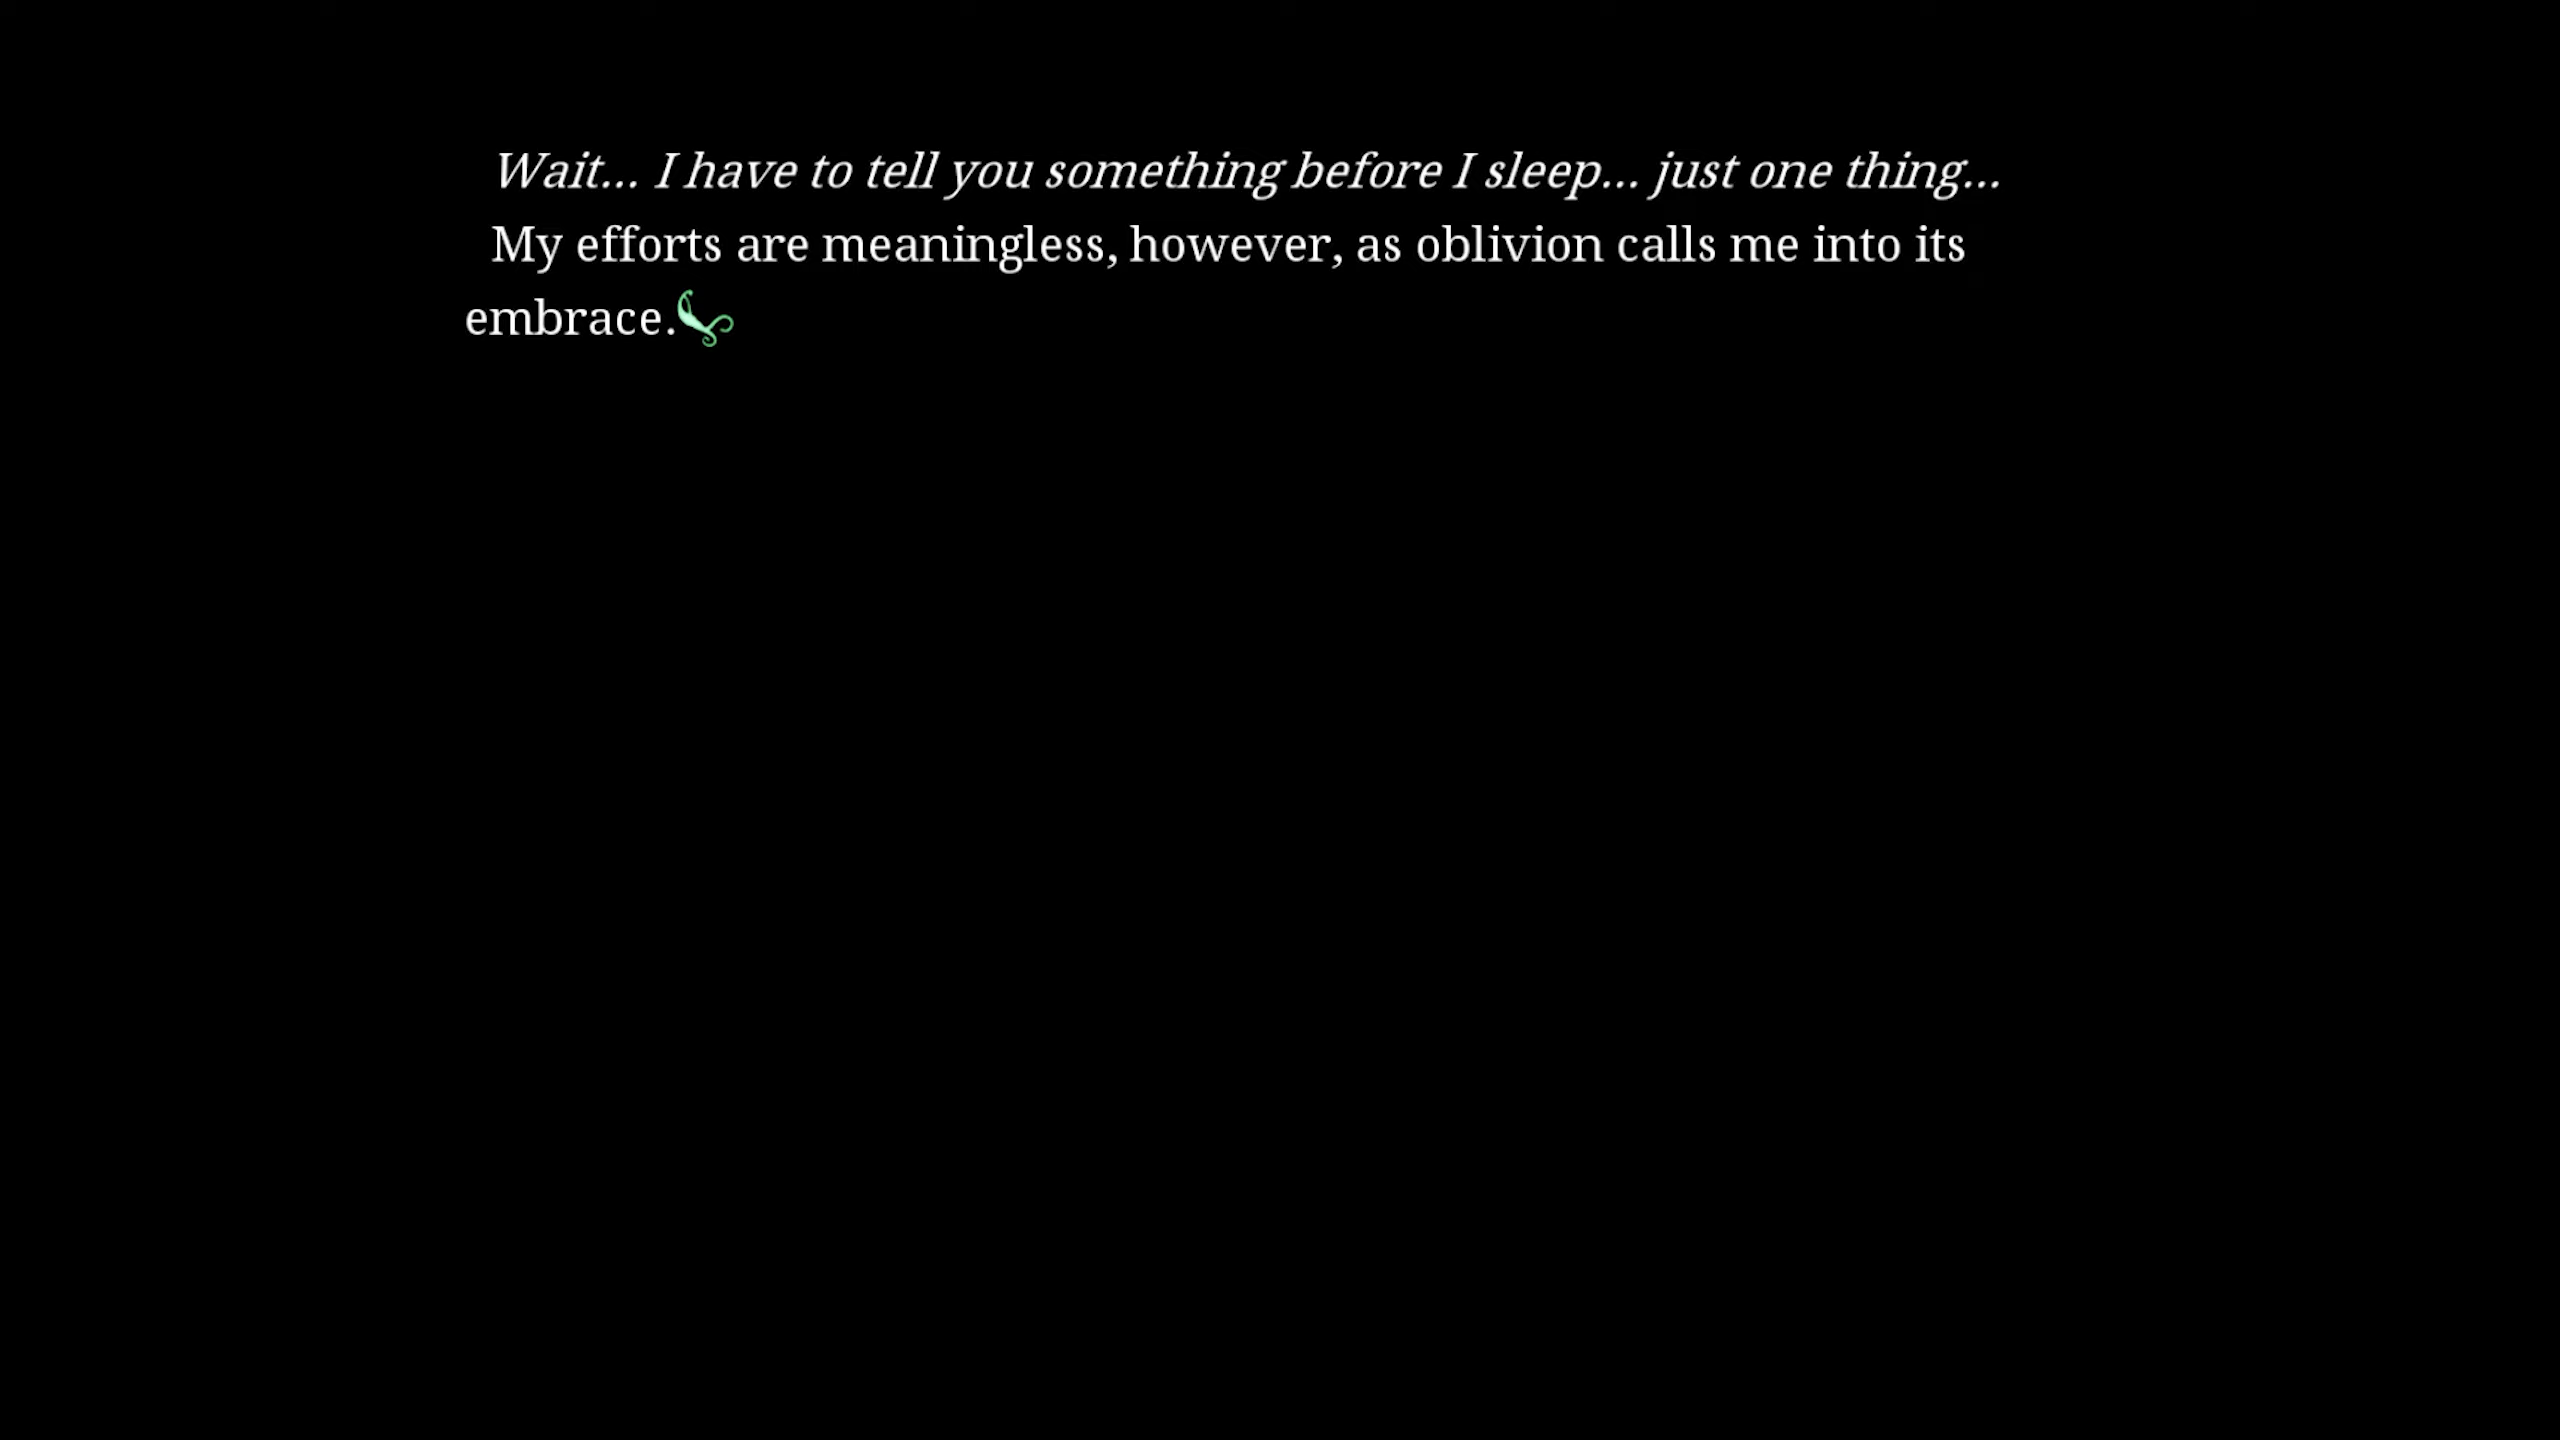 Wait... I have to tell you something before I sleep... just one thing...
My efforts are meaningless, however, as oblivion calls me into its
embrace.